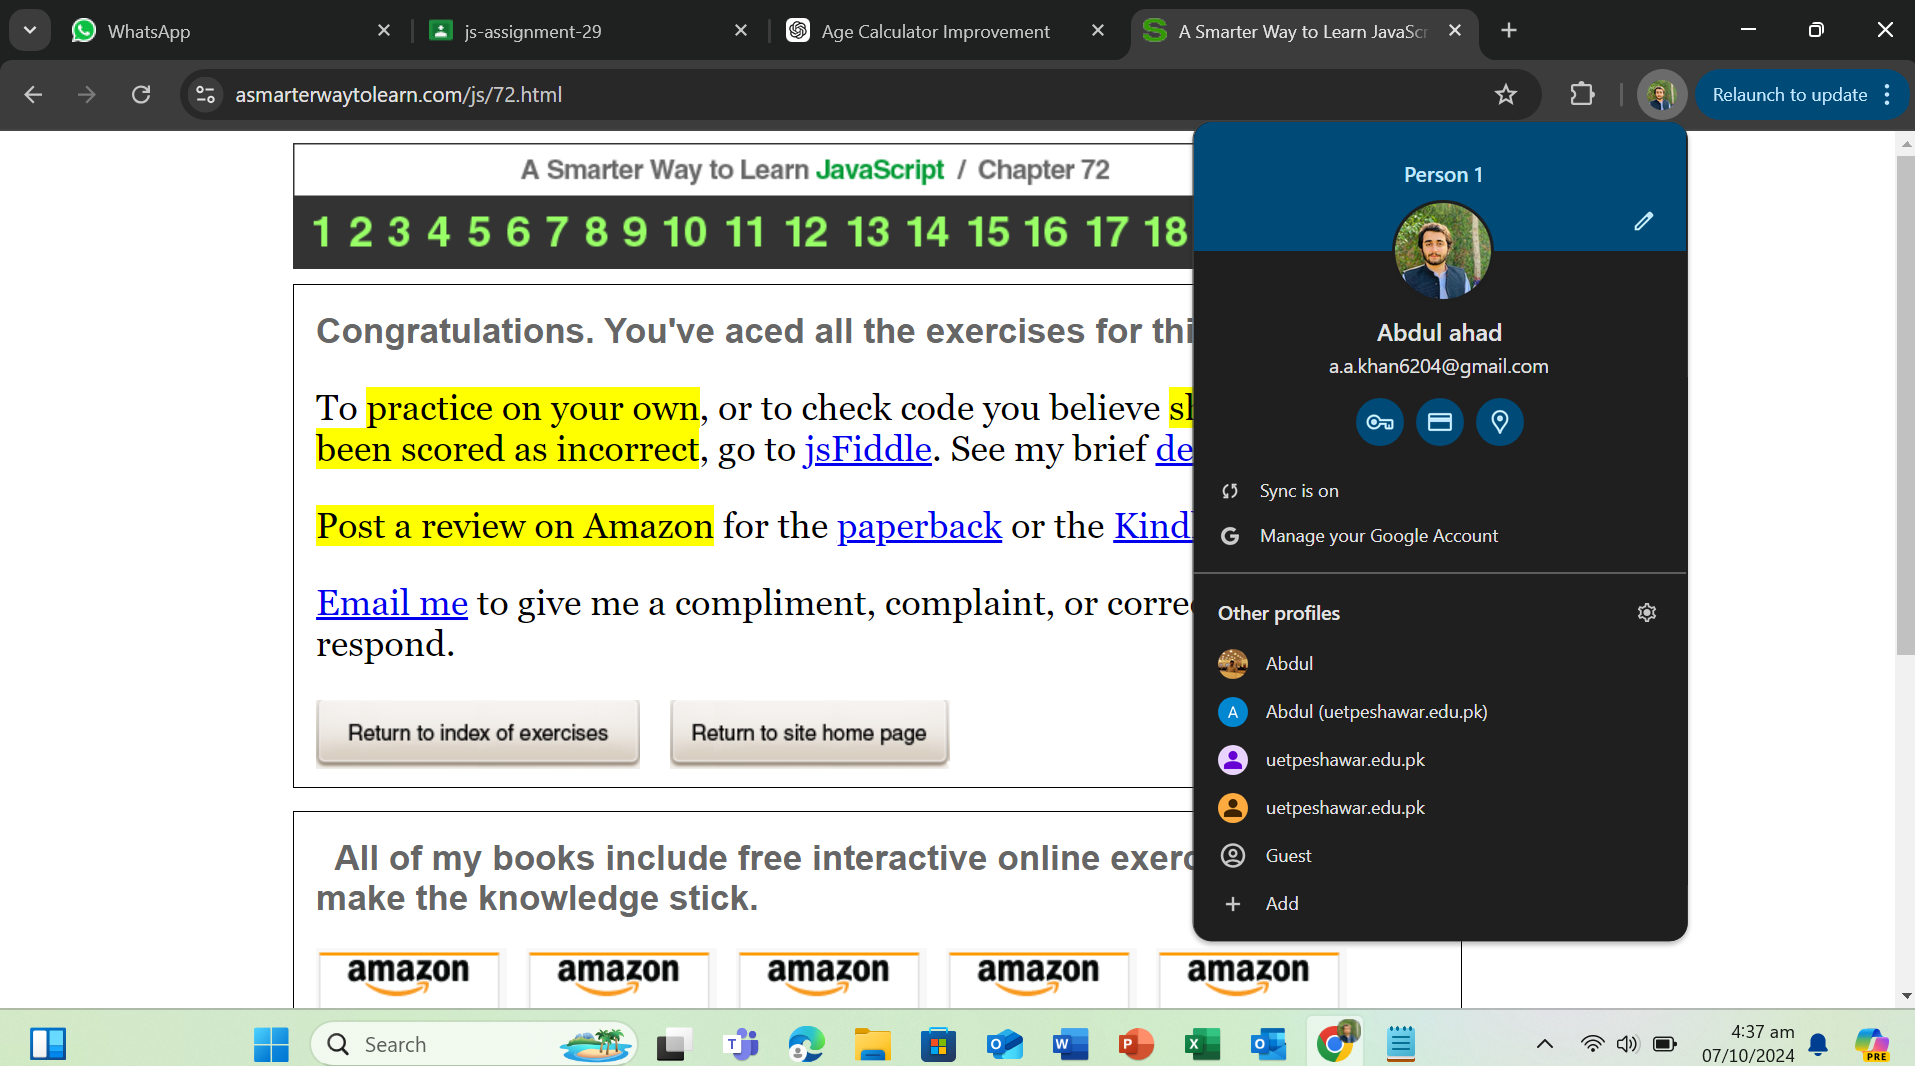 WhatsApp
js-assignment-29
Age Calculator Improvement
A Smarter Way to Learn JavaScr
asmarterwaytolearn.com/js/72.html
Relaunch to update
A Smarter Way to Learn JavaScript / Chapter 72
1 2 3 4 5 6 7 8 9 10 11 12 13 14 15 16 17 18
Congratulations. You've aced all the exercises for thi
To practice on your own, or to check code you believe sh
been scored as incorrect, go to jsFiddle. See my brief de
Post a review on Amazon for the paperback or the Kindl
Email me to give me a compliment, complaint, or corre
respond.
Return to index of exercises
Return to site home page
All of my books include free interactive online exerc
make the knowledge stick.
amazon amazon amazon amazon amazon
Person 1
Abdul ahad
a.a.khan6204@gmail.com
Sync is on
G Manage your Google Account
Other profiles
Abdul
A Abdul (uetpeshawar.edu.pk)
uetpeshawar.edu.pk
uetpeshawar.edu.pk
Guest
Add
Search
T
O
W
P
X
O
4:37 am
07/10/2024
PRE